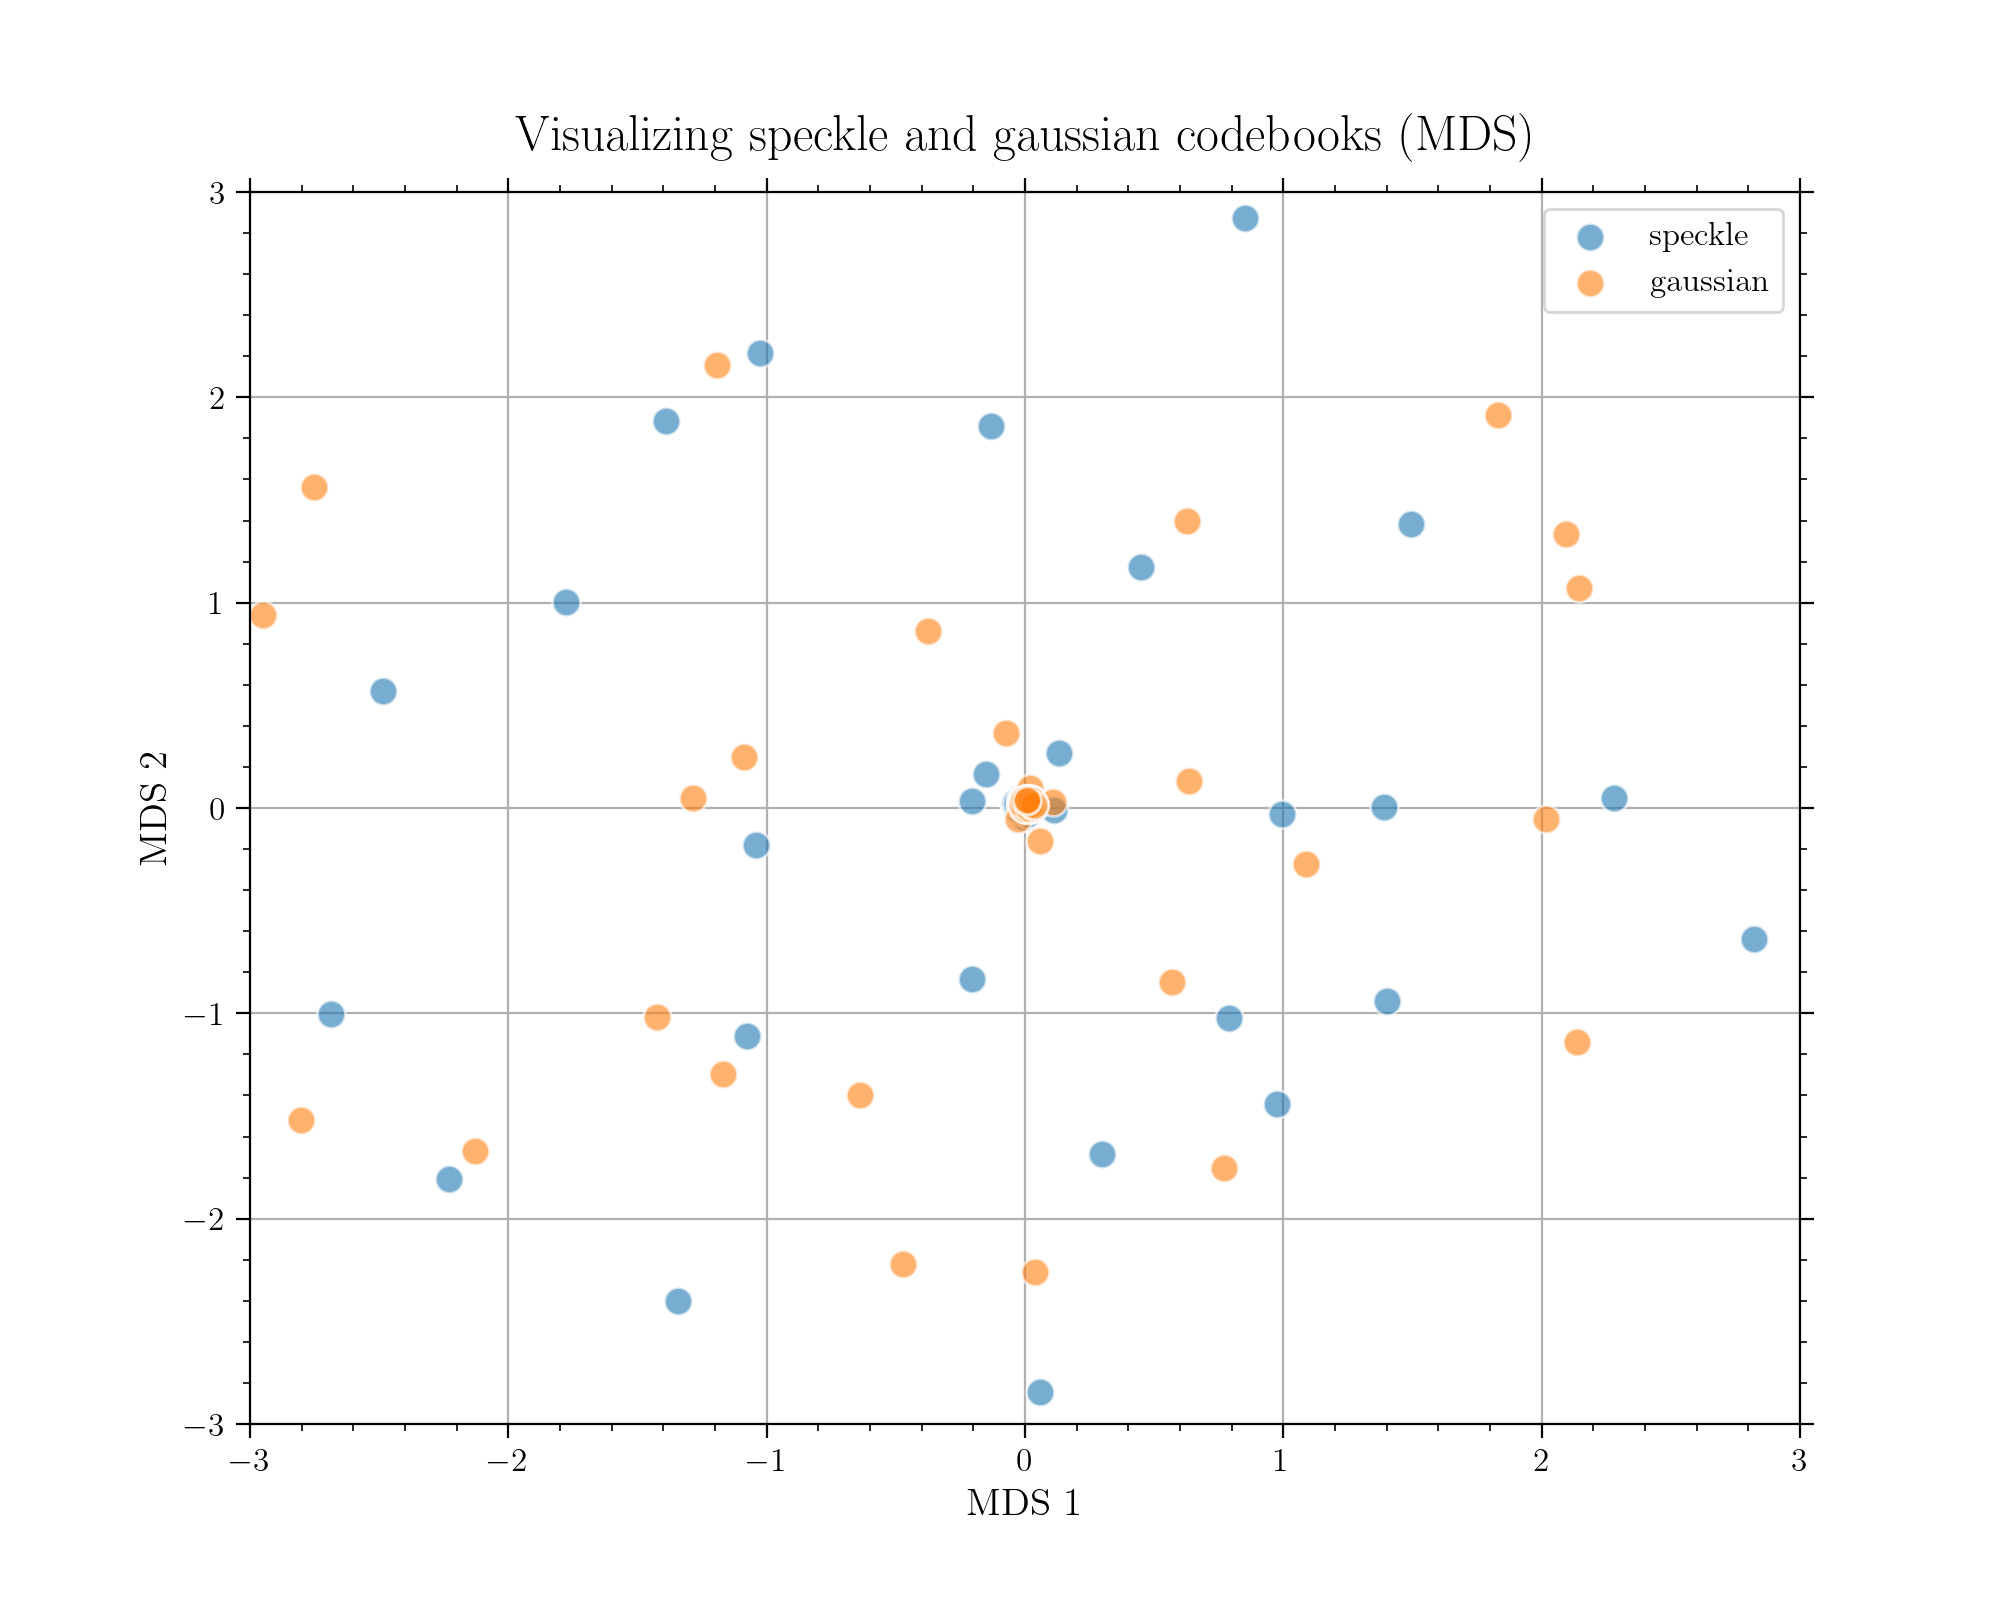 Visualizing speckle and gaussian codebooks (MDS)
speckle
gaussian
3
2
1
0
−1
−2
−3
MDS 2
−3
−2
−1
0
1
2
3
MDS 1